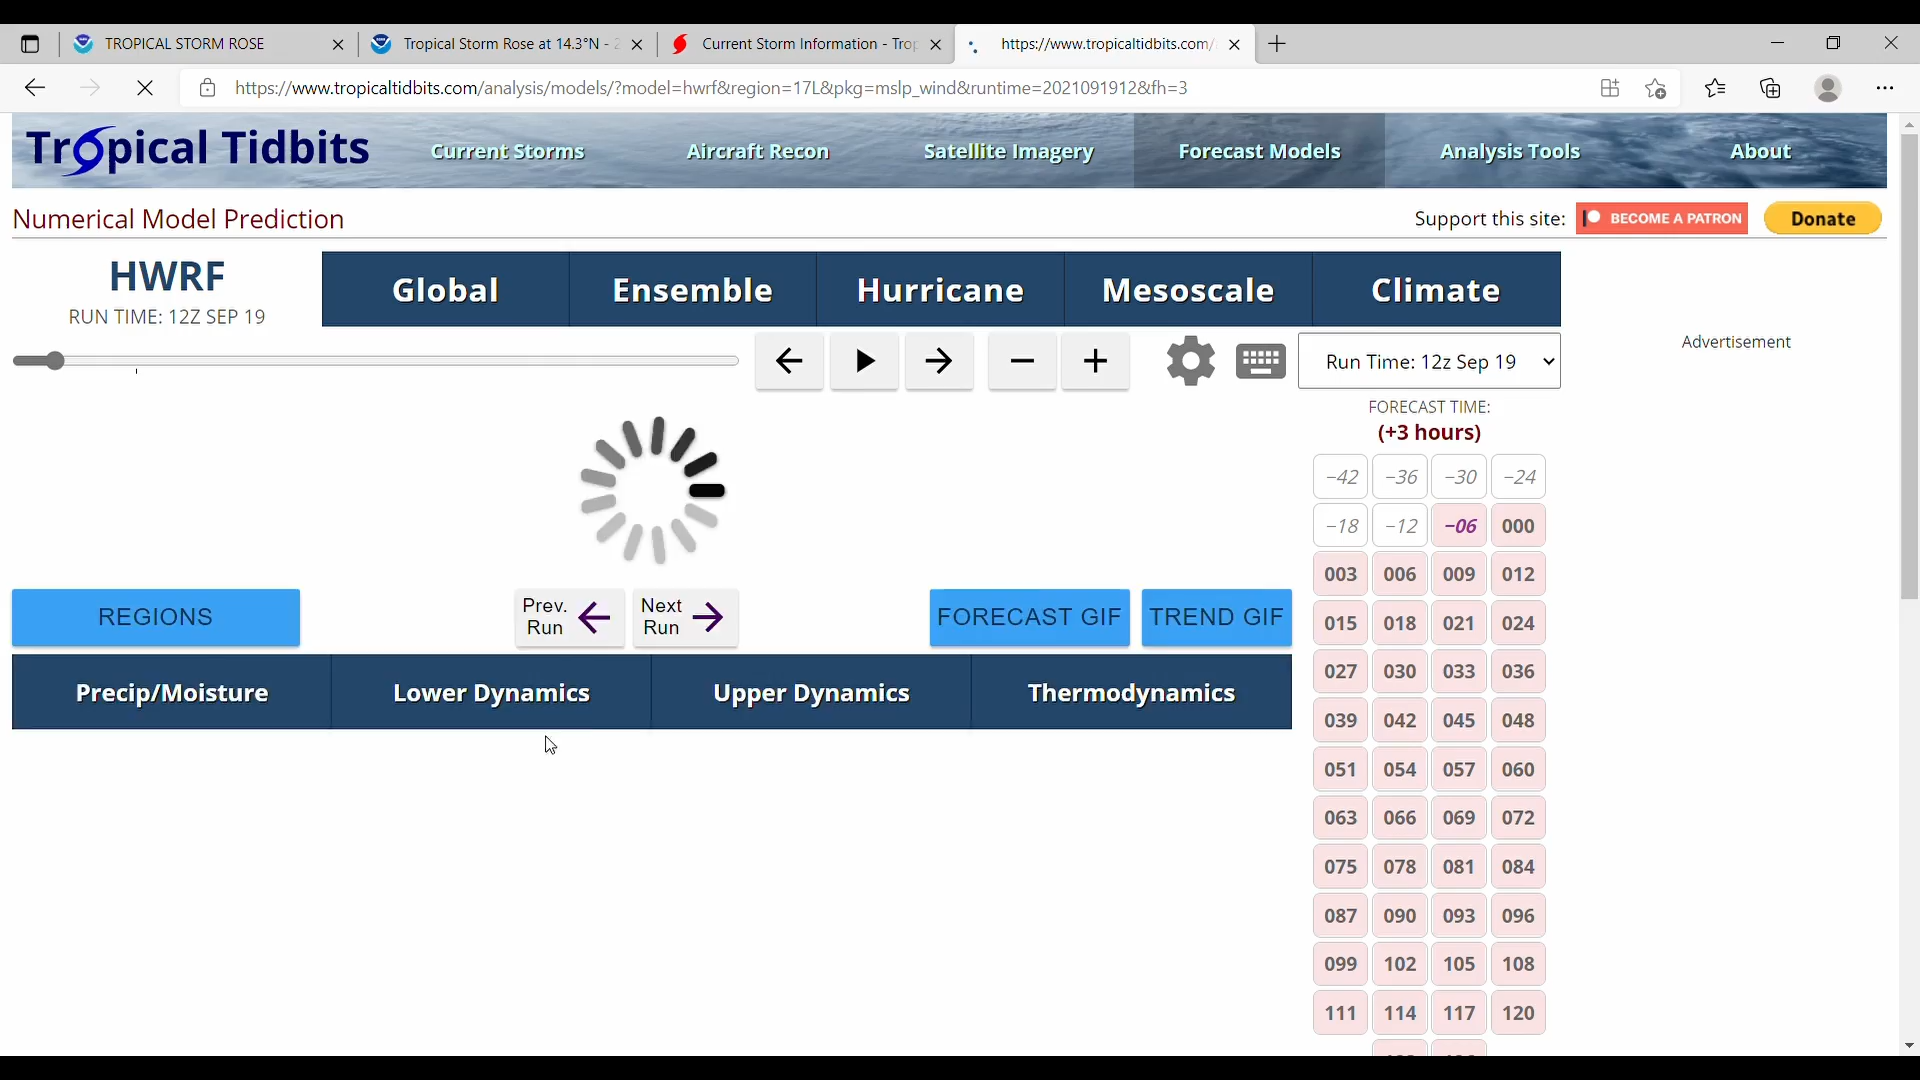 TROPICAL STORM ROSE
Tropical Storm Rose at 14.3°N -
Current Storm Information - Trop
https://www.tropicaltidbits.com/
https://www.tropicaltidbits.com/analysis/models/?model=hwrf&region=17L&pkg=mslp_wind&runtime=2021091912&fh=3
Tropical Tidbits
Current Storms
Aircraft Recon
Satellite Imagery
Forecast Models
Analysis Tools
About
Numerical Model Prediction
Support this site:
BECOME A PATRON
Donate
HWRF
RUN TIME: 12Z SEP 19
Global
Ensemble
Hurricane
Mesoscale
Climate
Run Time: 12z Sep 19
Advertisement
FORECAST TIME:
(+3 hours)
−42 −36 −30 −24
−18 −12 −06 000
003 006 009 012
015 018 021 024
027 030 033 036
039 042 045 048
051 054 057 060
063 066 069 072
075 078 081 084
087 090 093 096
099 102 105 108
111 114 117 120
REGIONS
Prev.
Run
Next
Run
FORECAST GIF
TREND GIF
Precip/Moisture
Lower Dynamics
Upper Dynamics
Thermodynamics